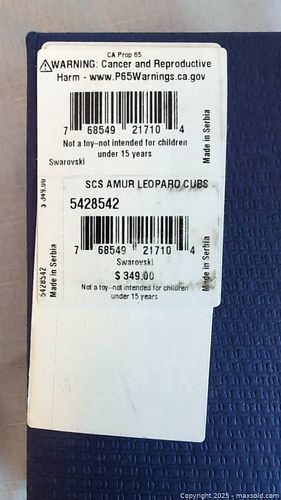 CA Prop 65
WARNING: Cancer and Reproductive
Harm - www.P65Warnings.ca.gov
7 68549 21710 4
Not a toy-not intended for children
under 15 years
Swarovski
Made in Serbia
$ 349.00
SCS AMUR LEOPARD CUBS
5428542
7 68549 21710 4
Swarovski
$ 349.00
Not a toy-not intended for children
under 15 years
Made in Serbia
5428542
Made in Serbia
Copyright 2025 - maxsold.com